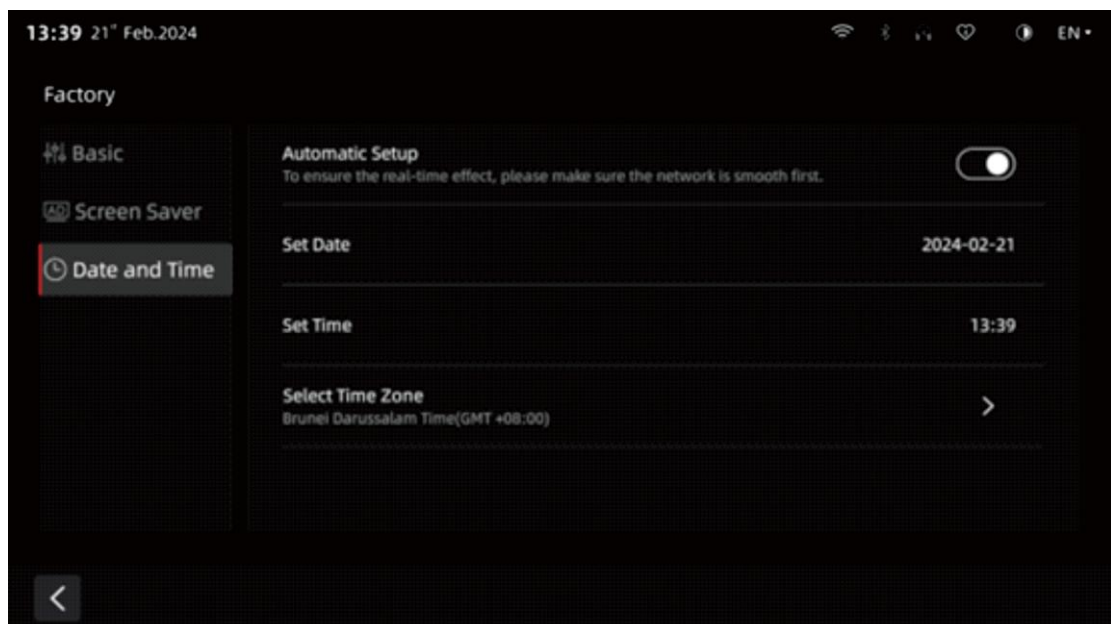 13:39 21st Feb.2024
EN
Factory
Basic
Automatic Setup
To ensure the real-time effect, please make sure the network is smooth first.
AD Screen Saver
Set Date 2024-02-21
Date and Time
Set Time 13:39
Select Time Zone
Brunei Darussalam Time(GMT +08:00)